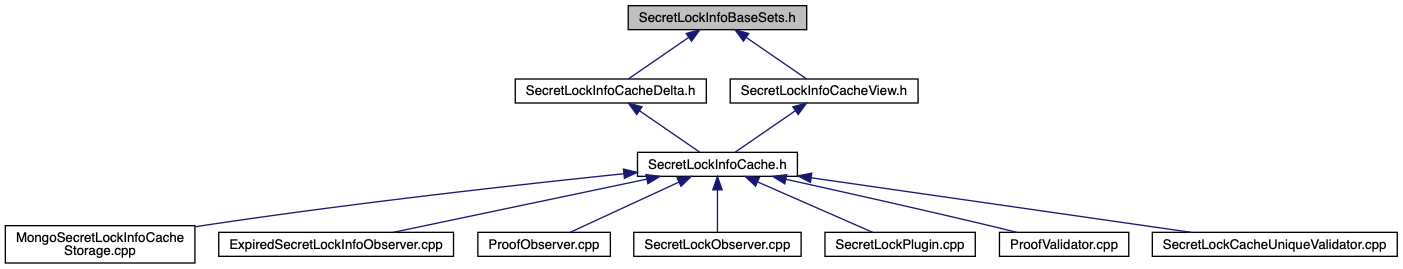 SecretLockInfoBaseSets.h
SecretLockInfoCacheDelta.h
SecretLockInfoCacheView.h
SecretLockInfoCache.h
MongoSecretLockInfoCache
Storage.cpp
ExpiredSecretLockInfoObserver.cpp
ProofObserver.cpp
SecretLockObserver.cpp
SecretLockPlugin.cpp
ProofValidator.cpp
SecretLockCacheUniqueValidator.cpp